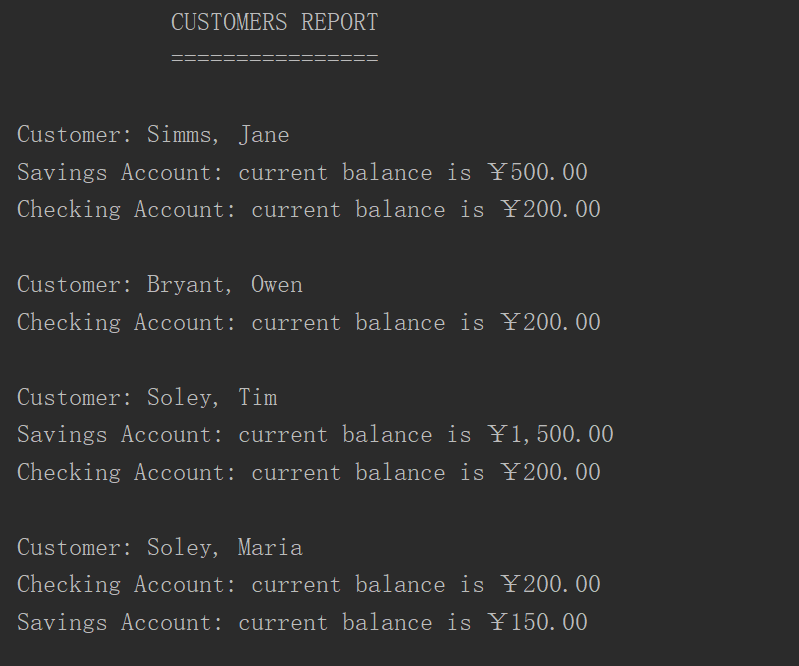 CUSTOMERS REPORT
================
Customer: Simms, Jane
Savings Account: current balance is ¥500.00
Checking Account: current balance is ¥200.00
Customer: Bryant, Owen
Checking Account: current balance is ¥200.00
Customer: Soley, Tim
Savings Account: current balance is ¥1,500.00
Checking Account: current balance is ¥200.00
Customer: Soley, Maria
Checking Account: current balance is ¥200.00
Savings Account: current balance is ¥150.00